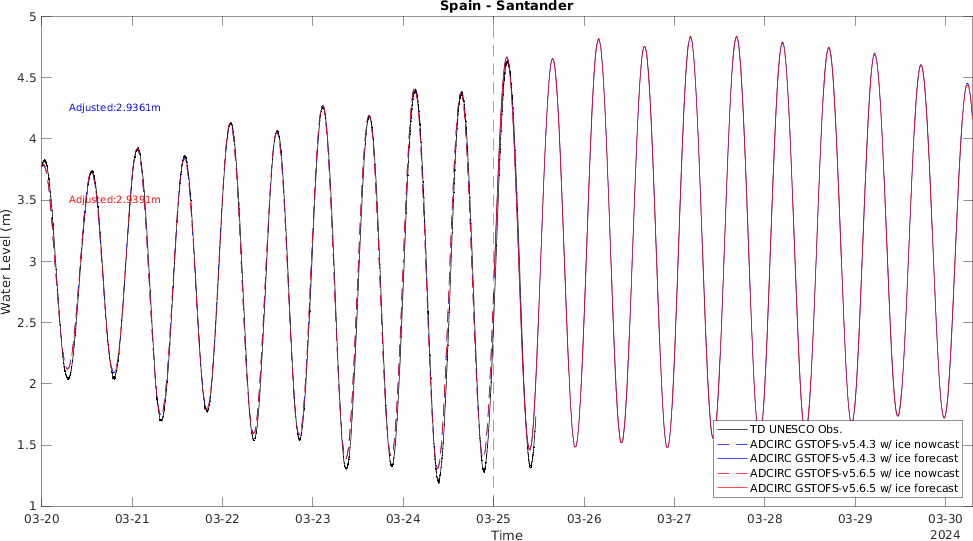 Spain - Santander
5
4.5
4
3.5
3
2.5
2
1.5
1
Water Level (m)
Adjusted:2.9361m
Adjusted:2.9391m
TD UNESCO Obs.
ADCIRC GSTOFS-v5.4.3 w/ ice nowcast
ADCIRC GSTOFS-v5.4.3 w/ ice forecast
ADCIRC GSTOFS-v5.6.5 w/ ice nowcast
ADCIRC GSTOFS-v5.6.5 w/ ice forecast
03-20 03-21 03-22 03-23 03-24 03-25 03-26 03-27 03-28 03-29 03-30
Time 2024